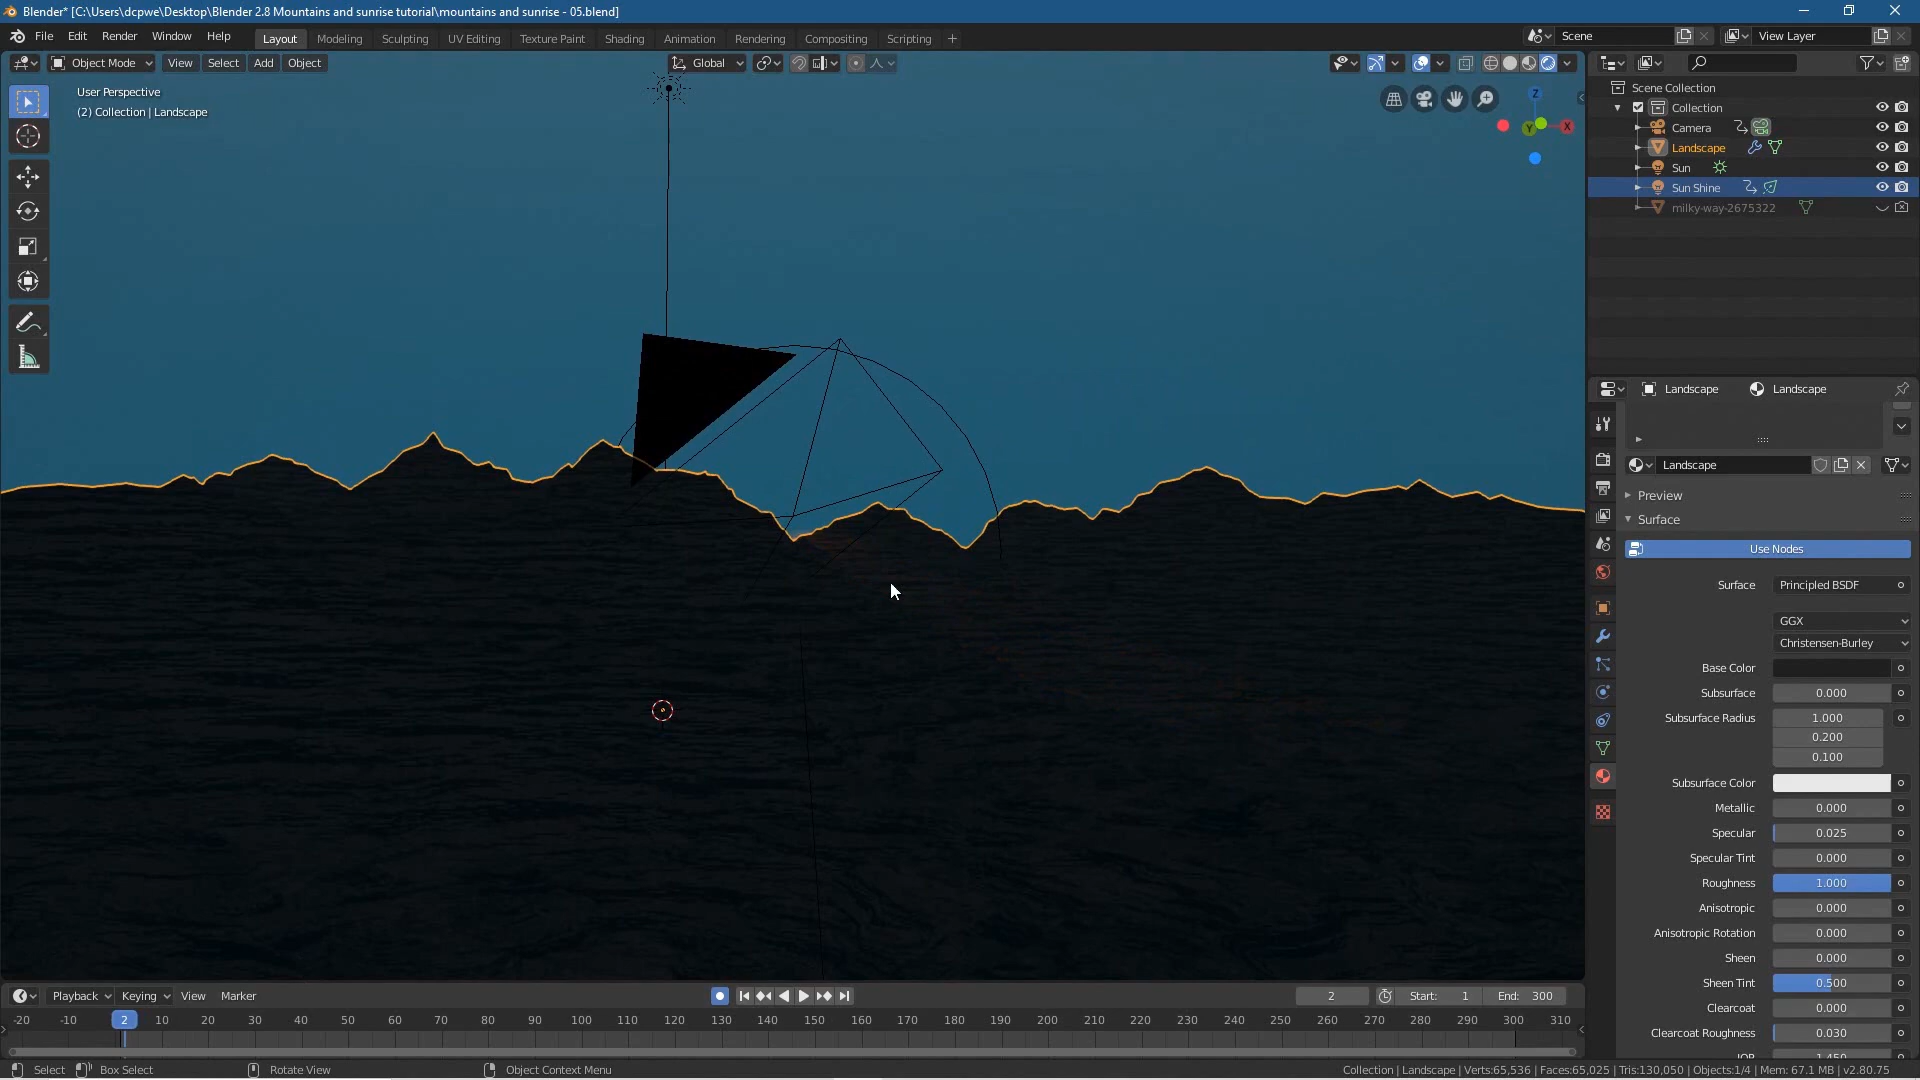 Blender* [C:\Users\dcpwe\Desktop\Blender 2.8 Mountains and sunrise tutorial\mountains and sunrise - 05.blend]
File Edit Render Window Help Layout Modeling Sculpting UV Editing Texture Paint Shading Animation Rendering Compositing Scripting + Scene View Layer
Object Mode View Select Add Object Global
User Perspective
(2) Collection | Landscape
Z
Y
X
Scene Collection
Collection
Camera
Landscape
Sun
Sun Shine
milky-way-2675322
Landscape Landscape
Landscape
Preview
Surface
Use Nodes
Surface Principled BSDF
GGX
Christensen-Burley
Base Color
Subsurface 0.000
Subsurface Radius 1.000
0.200
0.100
Subsurface Color
Metallic 0.000
Specular 0.025
Specular Tint 0.000
Roughness 1.000
Anisotropic 0.000
Anisotropic Rotation 0.000
Sheen 0.000
Sheen Tint 0.500
Clearcoat 0.000
Clearcoat Roughness 0.030
IOR 1.450
Playback Keying View Marker 2 Start: 1 End: 300
-20 -10 2 10 20 30 40 50 60 70 80 90 100 110 120 130 140 150 160 170 180 190 200 210 220 230 240 250 260 270 280 290 300 310
Select Box Select Rotate View Object Context Menu Collection | Landscape | Verts:65,536 | Faces:65,025 | Tris:130,050 | Objects:1/4 | Mem: 67.1 MB | v2.80.75